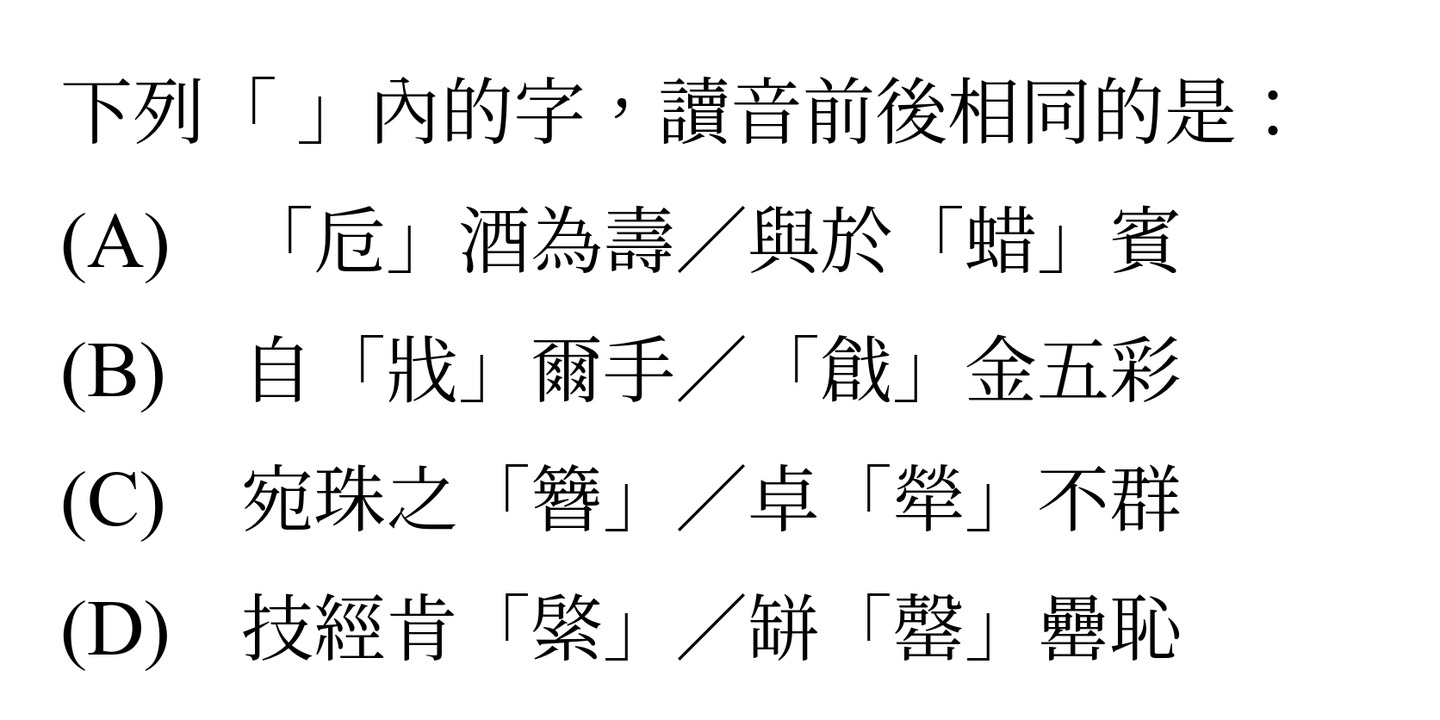 下列「 」內的字，讀音前後相同的是：
(A) 「卮」酒為壽／與於「蜡」賓
(B) 自「戕」爾手／「戧」金五彩
(C) 宛珠之「簪」／卓「犖」不群
(D) 技經肯「綮」／缾「罄」罍恥